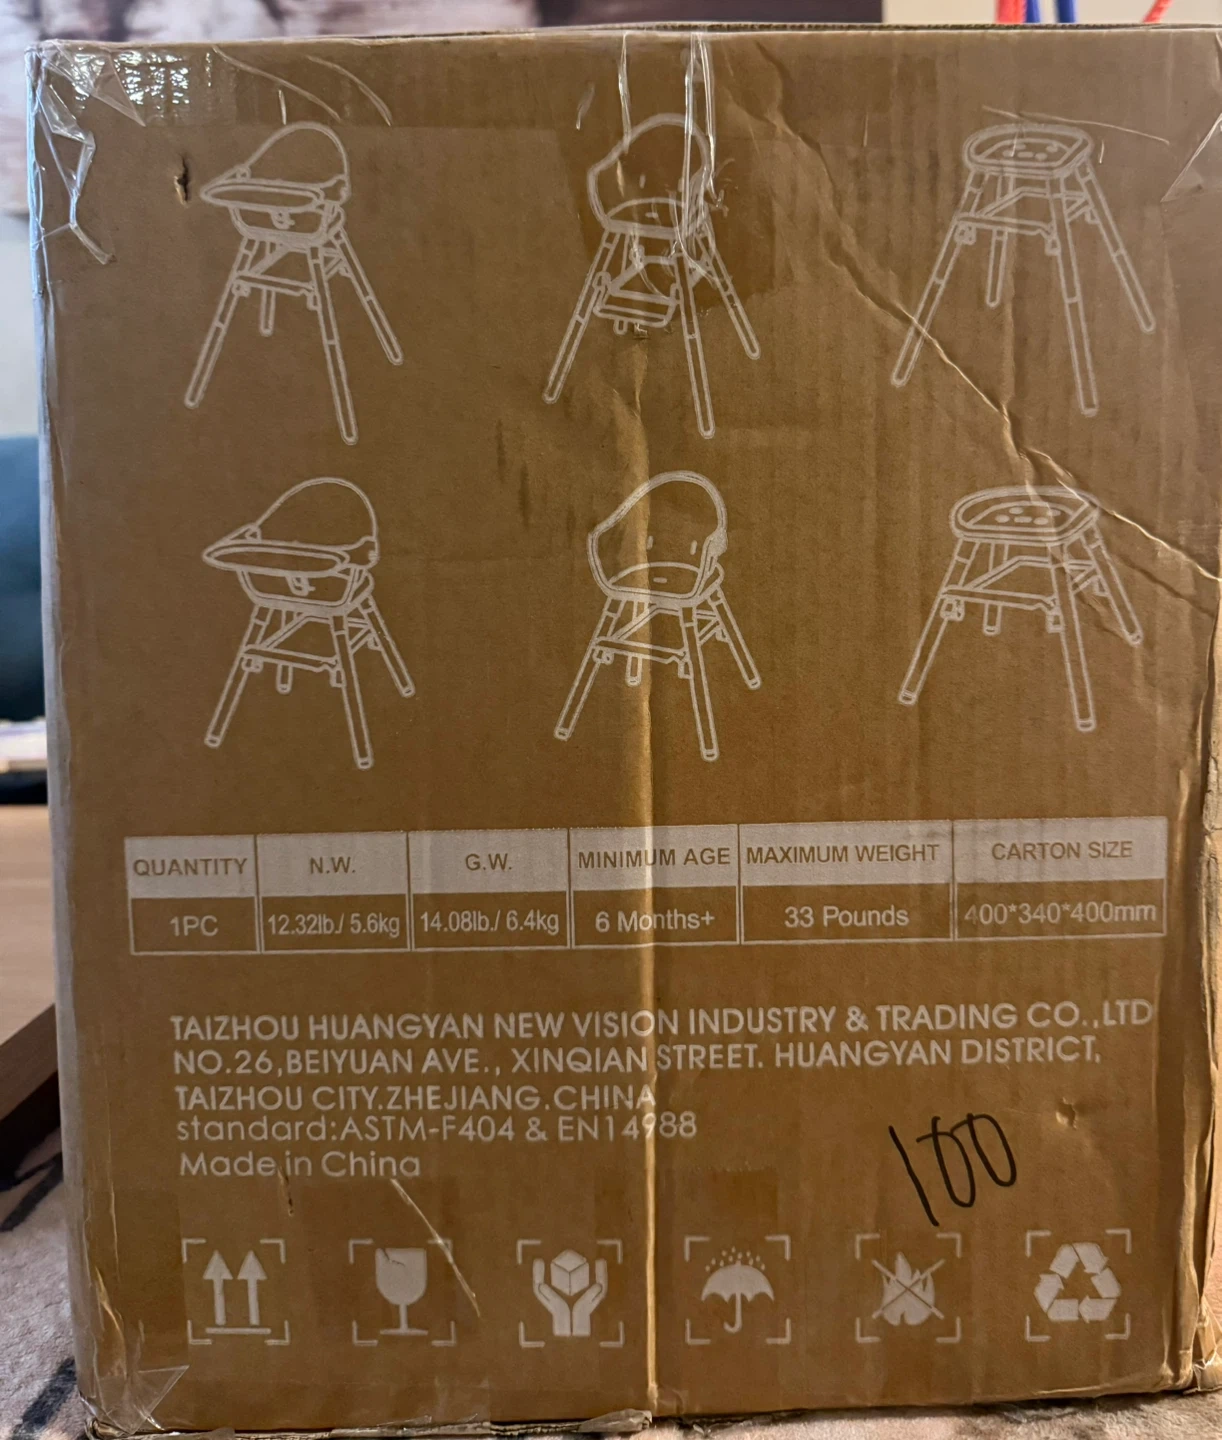 QUANTITY N.W. G.W. MINIMUM AGE MAXIMUM WEIGHT CARTON SIZE
1PC 12.32lb./ 5.6kg 14.08lb./ 6.4kg 6 Months+ 33 Pounds 400*340*400mm
TAIZHOU HUANGYAN NEW VISION INDUSTRY & TRADING CO.,LTD
NO.26,BEIYUAN AVE., XINQIAN STREET. HUANGYAN DISTRICT,
TAIZHOU CITY.ZHEJIANG.CHINA
standard:ASTM-F404 & EN14988
Made in China
100